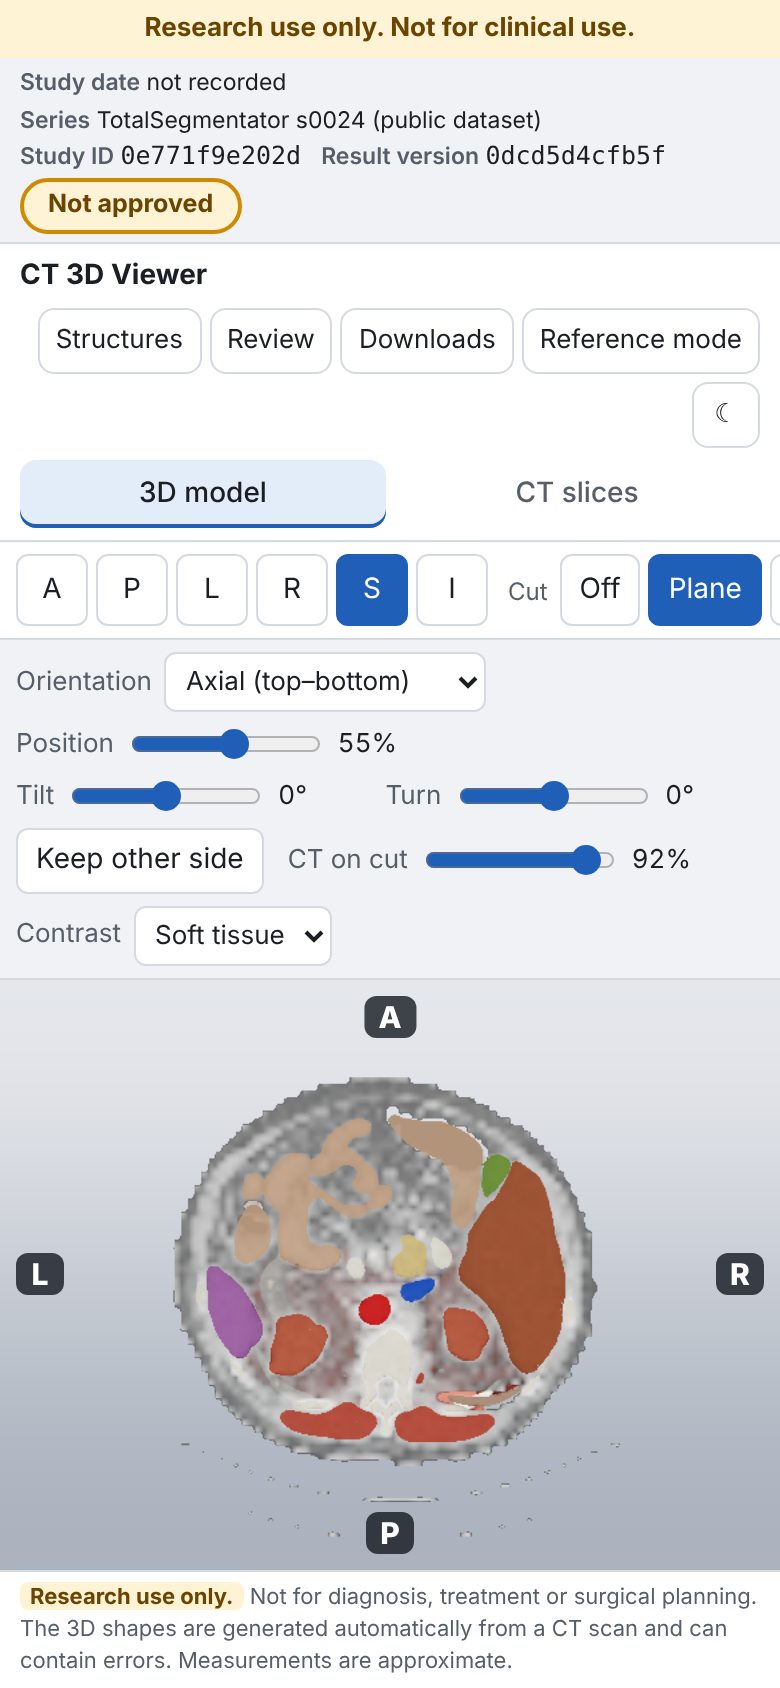 Research use only. Not for clinical use.
Study date not recorded
Series TotalSegmentator s0024 (public dataset)
Study ID 0e771f9e202d Result version 0dcd5d4cfb5f
Not approved
CT 3D Viewer
Structures Review Downloads Reference mode
☾
3D model CT slices
A P L R S I Cut Off Plane
Orientation Axial (top–bottom)
Position 55%
Tilt 0° Turn 0°
Keep other side CT on cut 92%
Contrast Soft tissue
A
L R
P
Research use only. Not for diagnosis, treatment or surgical planning.
The 3D shapes are generated automatically from a CT scan and can
contain errors. Measurements are approximate.